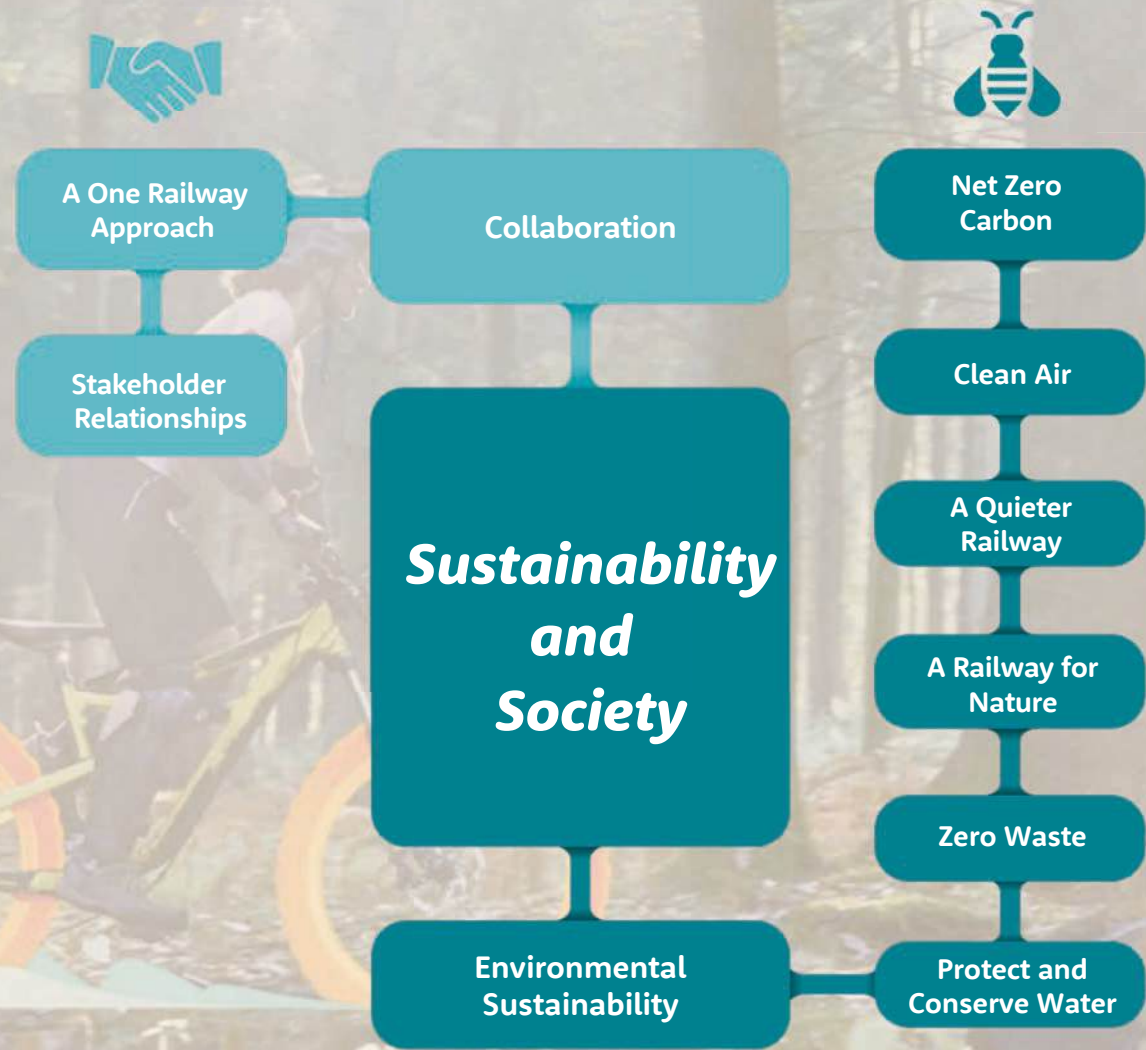 A One Railway
Approach
Collaboration
Stakeholder
Relationships
Sustainability
and
Society
Environmental
Sustainability
Net Zero
Carbon
Clean Air
A Quieter
Railway
A Railway for
Nature
Zero Waste
Protect and
Conserve Water